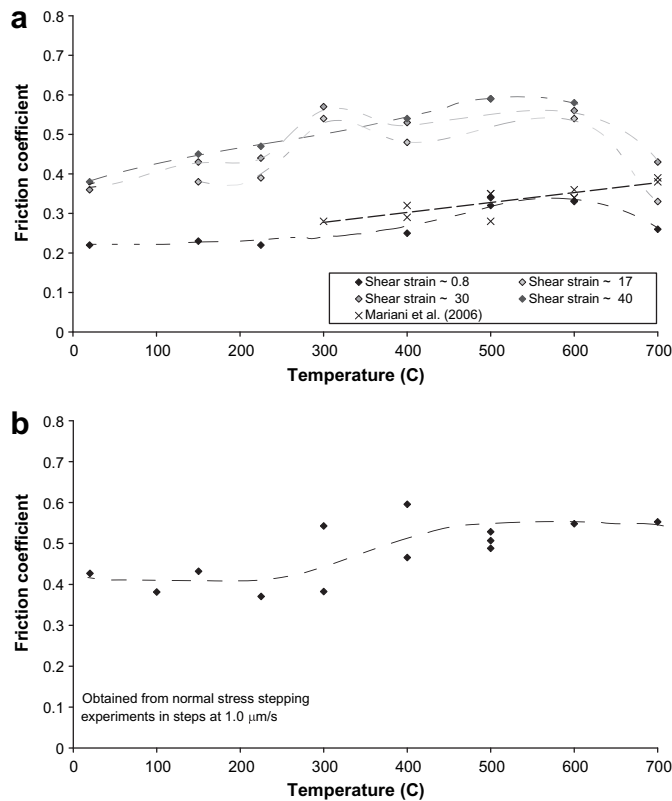 a
0.8
0.7
0.6
0.5
0.4
0.3
0.2
0.1
0
Friction coefficient
Shear strain ~ 0.8
Shear strain ~ 17
Shear strain ~ 30
Shear strain ~ 40
Mariani et al. (2006)
0 100 200 300 400 500 600 700
Temperature (C)
b
0.8
0.7
0.6
0.5
0.4
0.3
0.2
0.1
0
Friction coefficient
Obtained from normal stress stepping
experiments in steps at 1.0 μm/s
0 100 200 300 400 500 600 700
Temperature (C)